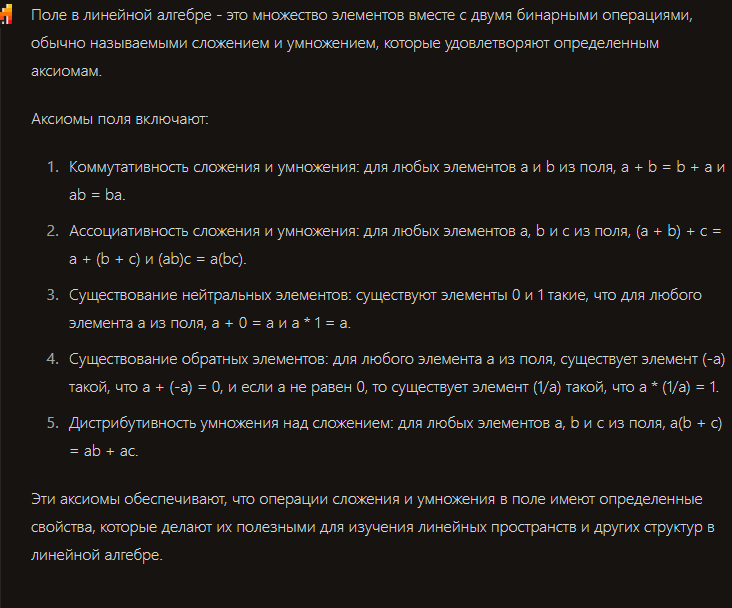 Поле в линейной алгебре - это множество элементов вместе с двумя бинарными операциями,
обычно называемыми сложением и умножением, которые удовлетворяют определенным
аксиомам.
Аксиомы поля включают:
1. Коммутативность сложения и умножения: для любых элементов a и b из поля, a + b = b + a и
ab = ba.
2. Ассоциативность сложения и умножения: для любых элементов a, b и c из поля, (a + b) + c =
a + (b + c) и (ab)c = a(bc).
3. Существование нейтральных элементов: существуют элементы 0 и 1 такие, что для любого
элемента a из поля, a + 0 = a и a * 1 = a.
4. Существование обратных элементов: для любого элемента a из поля, существует элемент (-a)
такой, что a + (-a) = 0, и если a не равен 0, то существует элемент (1/a) такой, что a * (1/a) = 1.
5. Дистрибутивность умножения над сложением: для любых элементов a, b и c из поля, a(b + c)
= ab + ac.
Эти аксиомы обеспечивают, что операции сложения и умножения в поле имеют определенные
свойства, которые делают их полезными для изучения линейных пространств и других структур в
линейной алгебре.